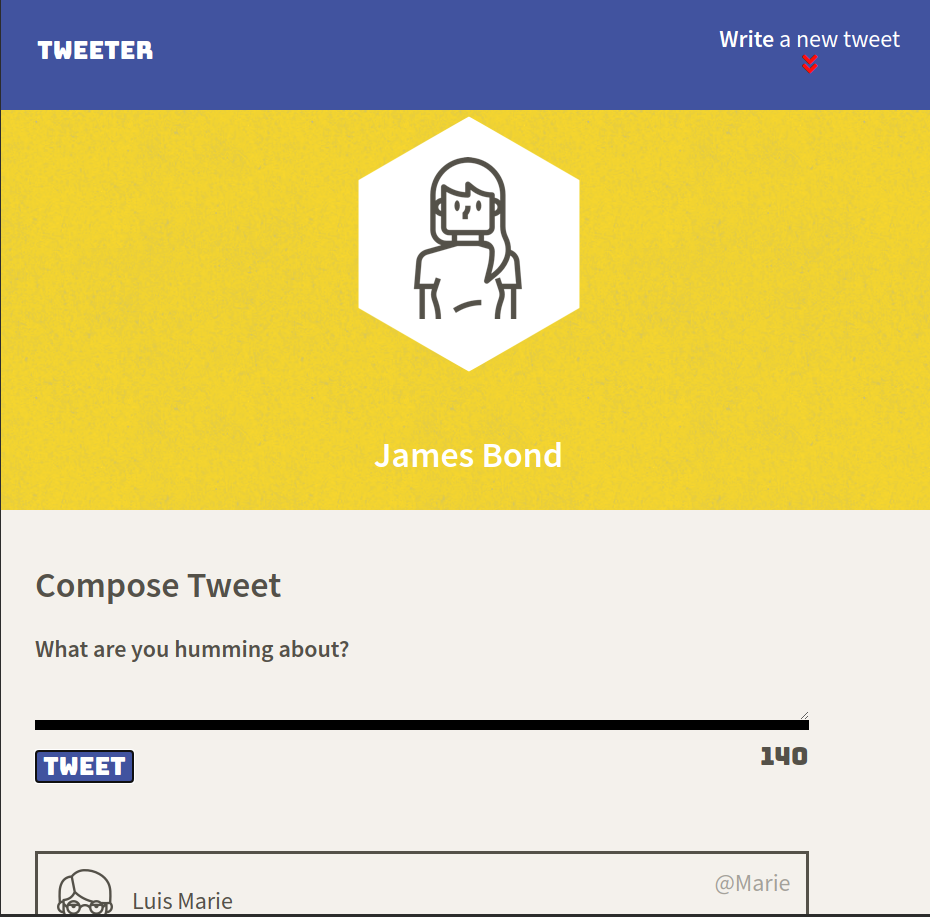 TWEETER
Write a new tweet
James Bond
Compose Tweet
What are you humming about?
TWEET
140
@Marie
Luis Marie